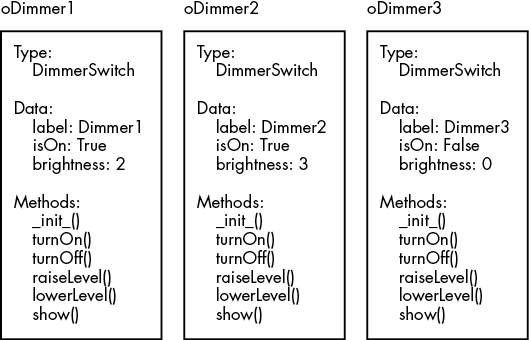 oDimmer1
Type:
DimmerSwitch
Data:
label: Dimmer1
isOn: True
brightness: 2
Methods:
_init_()
turnOn()
turnOff()
raiseLevel()
lowerLevel()
show()
oDimmer2
Type:
DimmerSwitch
Data:
label: Dimmer2
isOn: True
brightness: 3
Methods:
_init_()
turnOn()
turnOff()
raiseLevel()
lowerLevel()
show()
oDimmer3
Type:
DimmerSwitch
Data:
label: Dimmer3
isOn: False
brightness: 0
Methods:
_init_()
turnOn()
turnOff()
raiseLevel()
lowerLevel()
show()